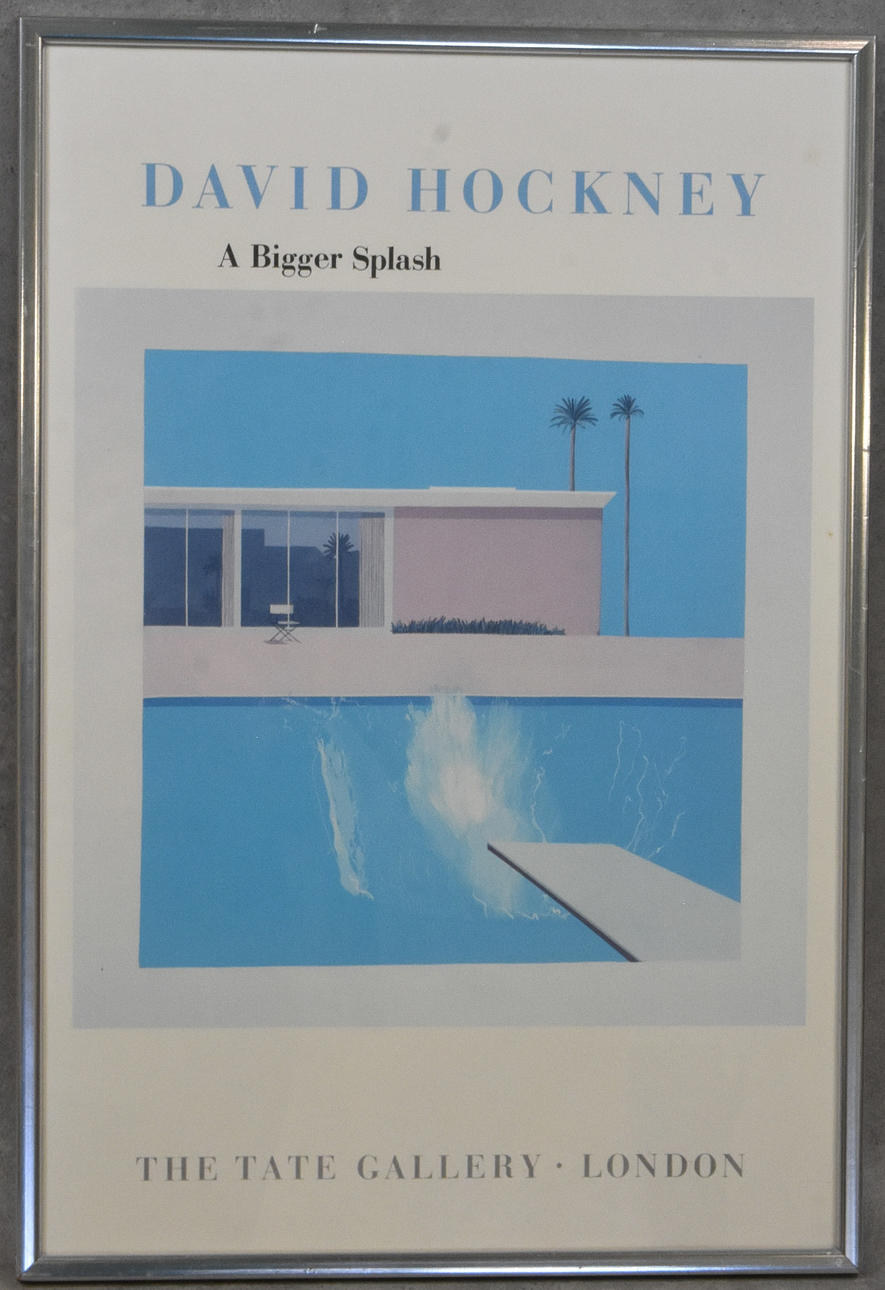 DAVID HOCKNEY
A Bigger Splash
THE TATE GALLERY · LONDON